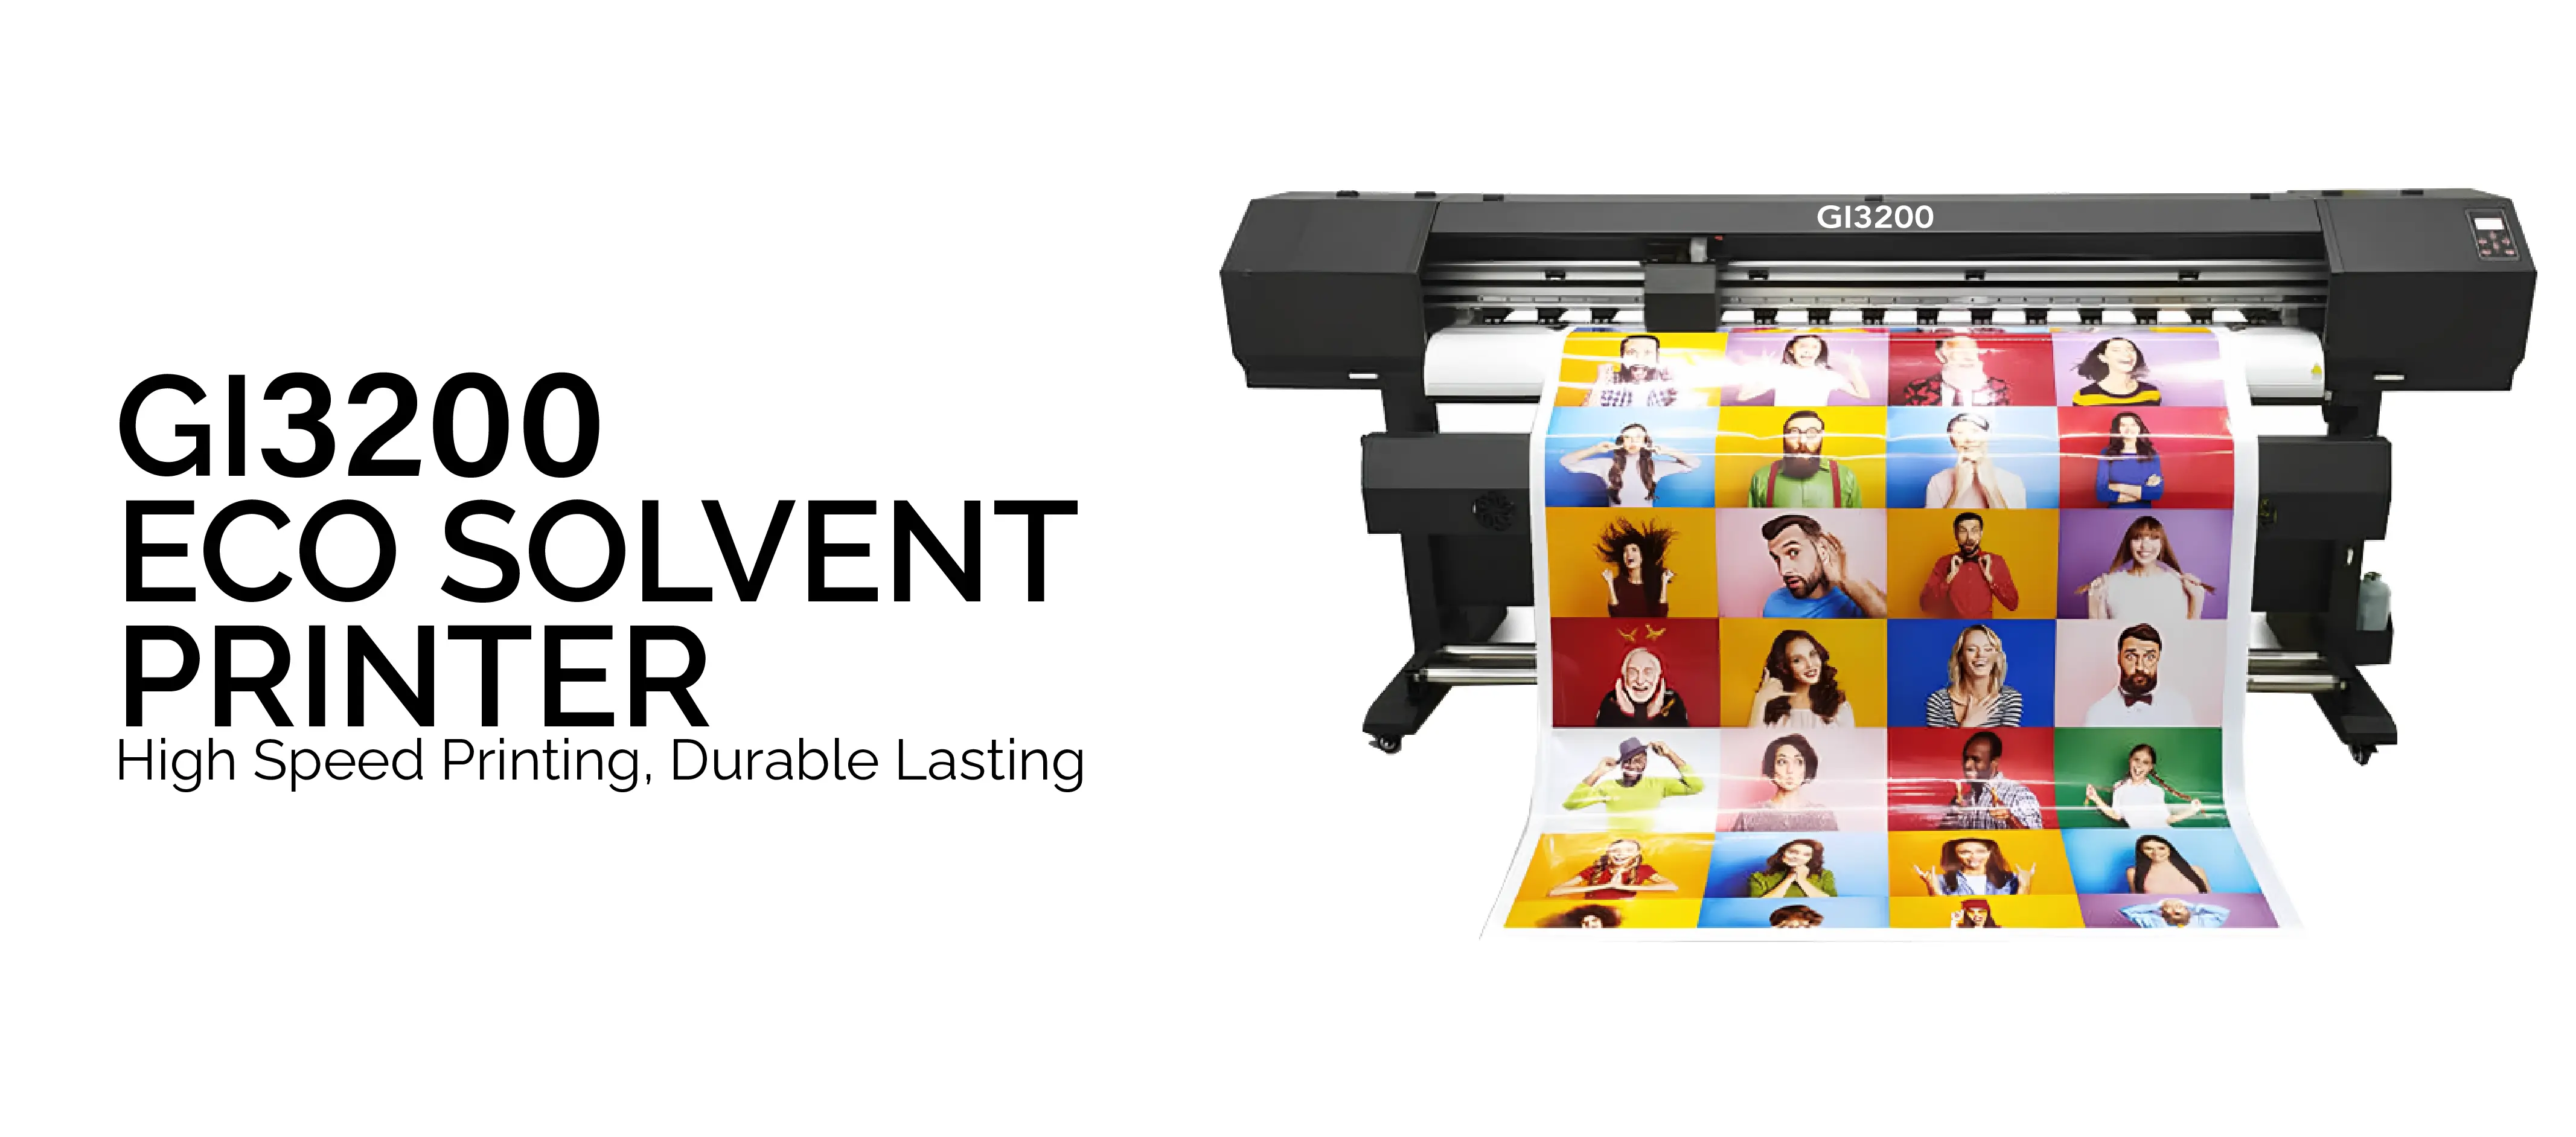 GI3200
ECO SOLVENT
PRINTER
High Speed Printing, Durable Lasting
GI3200